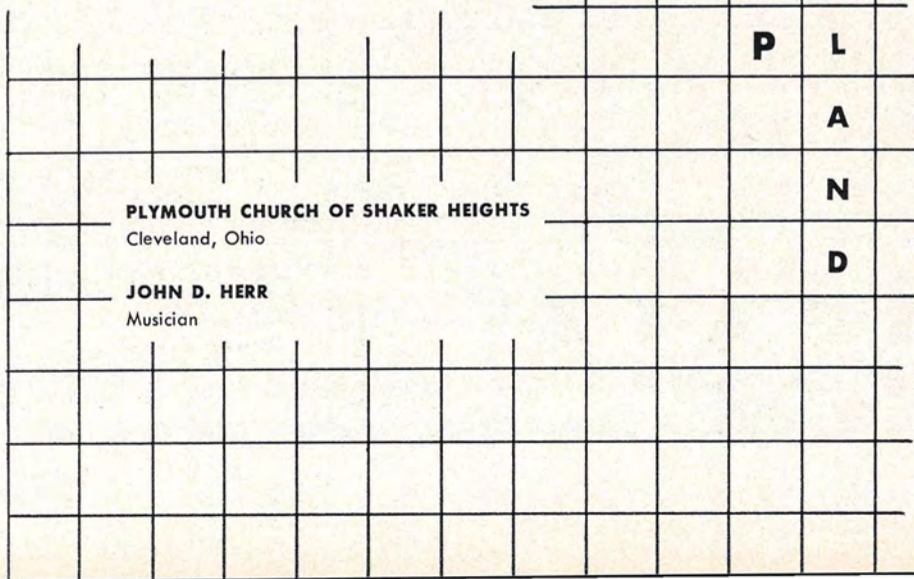 P L
A
N
D
PLYMOUTH CHURCH OF SHAKER HEIGHTS
Cleveland, Ohio
JOHN D. HERR
Musician